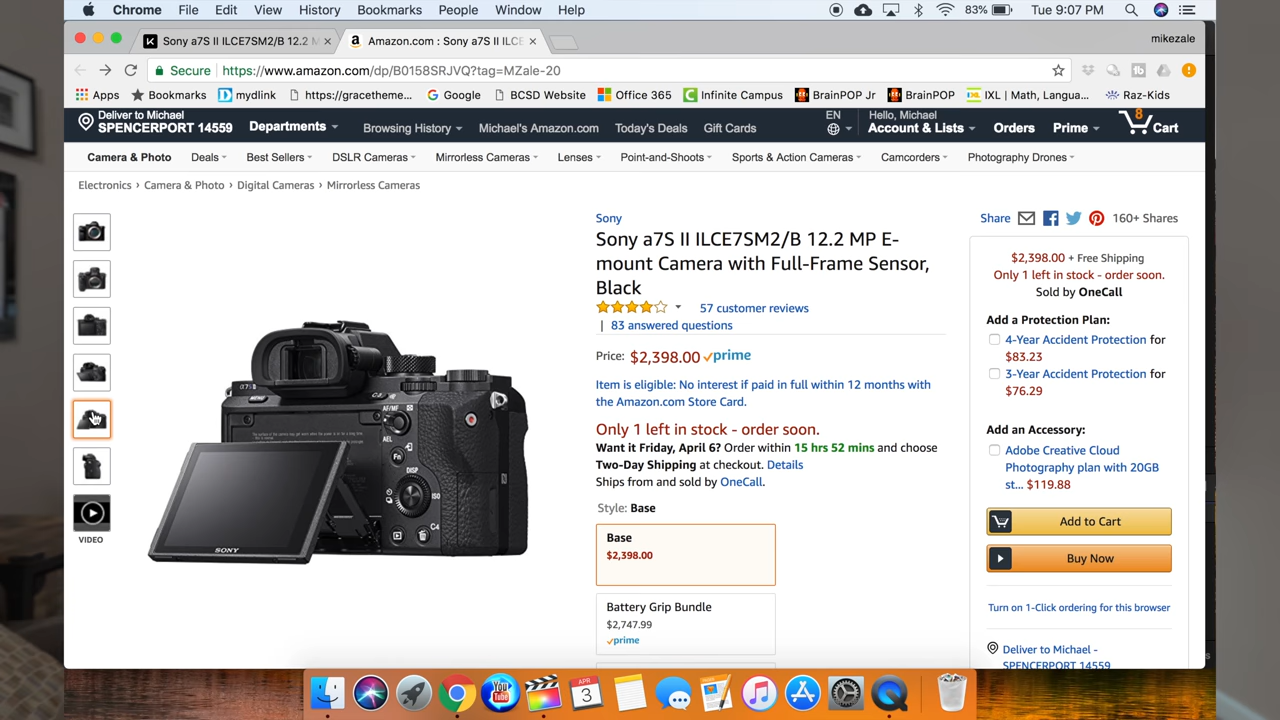 Chrome File Edit View History Bookmarks People Window Help 83% Tue 9:07 PM
Sony a7S II ILCE7SM2/B 12.2 M Amazon.com : Sony a7S II ILCE mikezale
Secure https://www.amazon.com/dp/B0158SRJVQ?tag=MZale-20
Apps Bookmarks mydlink https://gracetheme... Google BCSD Website Office 365 Infinite Campus BrainPOP Jr BrainPOP IXL | Math, Langua... Raz-Kids
Deliver to Michael
SPENCERPORT 14559
Departments Browsing History Michael's Amazon.com Today's Deals Gift Cards
EN
Hello, Michael
Account & Lists Orders Prime 8 Cart
Camera & Photo Deals Best Sellers DSLR Cameras Mirrorless Cameras Lenses Point-and-Shoots Sports & Action Cameras Camcorders Photography Drones
Electronics › Camera & Photo › Digital Cameras › Mirrorless Cameras
VIDEO
AF/MF
AEL
Fn
DISP
ISO
C4
SONY
Sony
Sony a7S II ILCE7SM2/B 12.2 MP E-
mount Camera with Full-Frame Sensor,
Black
57 customer reviews
| 83 answered questions
Price: $2,398.00 prime
Item is eligible: No interest if paid in full within 12 months with
the Amazon.com Store Card.
Only 1 left in stock - order soon.
Want it Friday, April 6? Order within 15 hrs 52 mins and choose
Two-Day Shipping at checkout. Details
Ships from and sold by OneCall.
Style: Base
Base
$2,398.00
Battery Grip Bundle
$2,747.99
prime
Share 160+ Shares
$2,398.00 + Free Shipping
Only 1 left in stock - order soon.
Sold by OneCall
Add a Protection Plan:
4-Year Accident Protection for
$83.23
3-Year Accident Protection for
$76.29
Add an Accessory:
Adobe Creative Cloud
Photography plan with 20GB
st... $119.88
Add to Cart
Buy Now
Turn on 1-Click ordering for this browser
Deliver to Michael -
SPENCERPORT 14559
You
Tube
APR
3